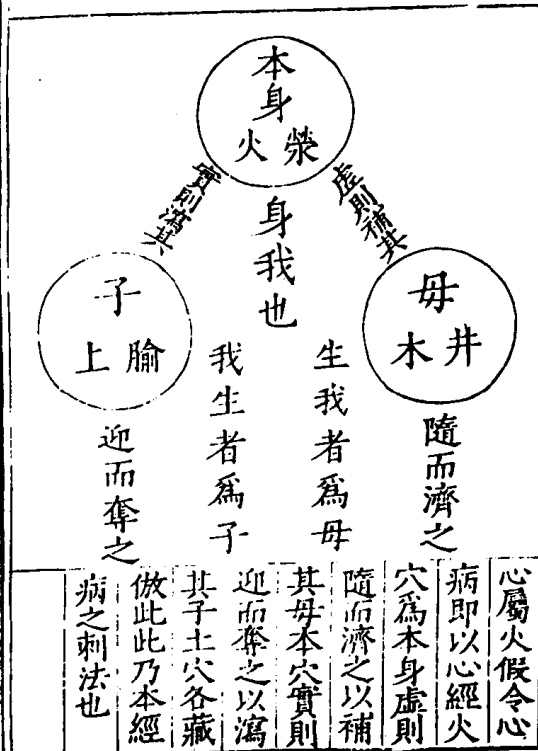 本身
滎火
虛則補其
母
井木
隨而濟之
生我者爲母
身我也
我生者爲子
實則瀉其
子
腧上
迎而奪之
心屬火假令心
病即以心經火
穴爲本身虛則
隨而濟之以補
其母本穴實則
迎而奪之以瀉
其子土穴各藏
倣此此乃本經
病之刺法也